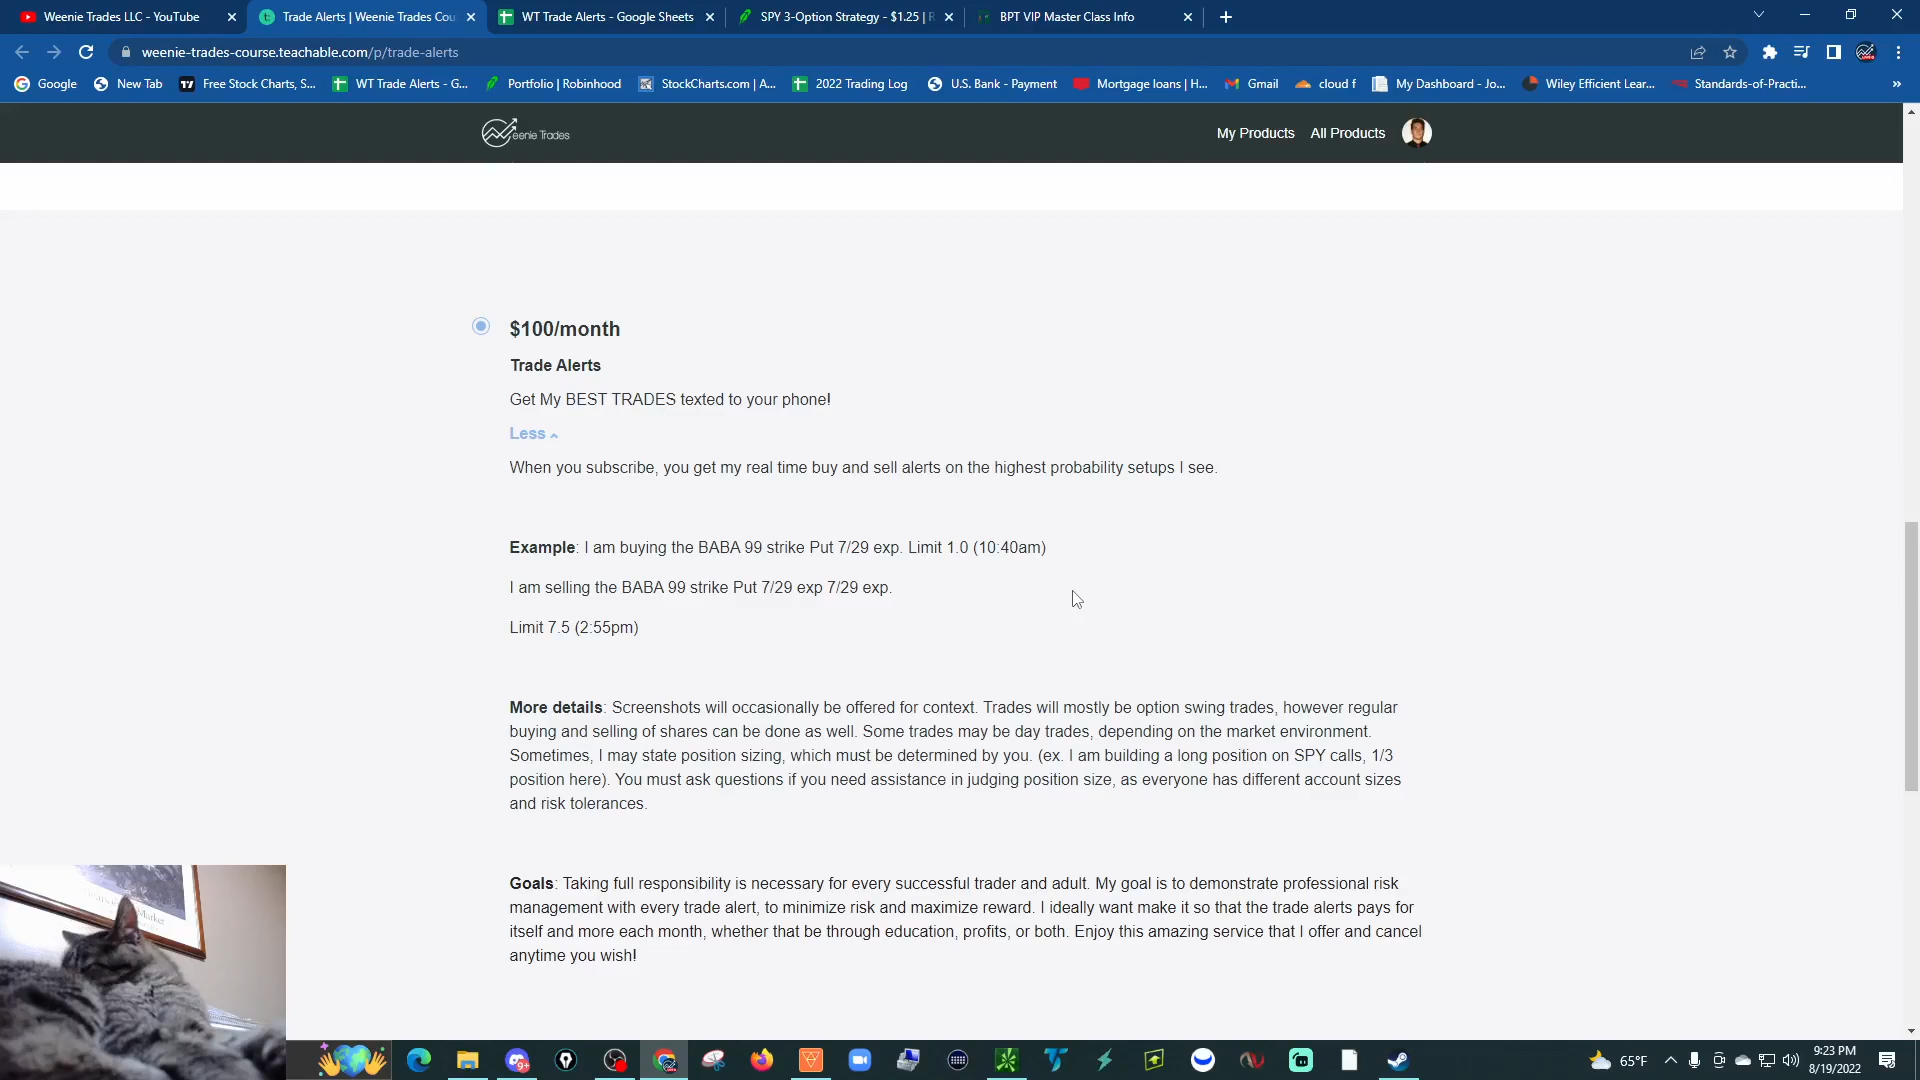 Weenie Trades LLC - YouTube
Trade Alerts | Weenie Trades Cou
WT Trade Alerts - Google Sheets
SPY 3-Option Strategy - $1.25 | R
BPT VIP Master Class Info
weenie-trades-course.teachable.com/p/trade-alerts
Google
New Tab
Free Stock Charts, S...
WT Trade Alerts - G...
Portfolio | Robinhood
StockCharts.com | A...
2022 Trading Log
U.S. Bank - Payment
Mortgage loans | H...
Gmail
cloud f
My Dashboard - Jo...
Wiley Efficient Lear...
Standards-of-Practi...
»
eenie Trades
My Products
All Products
$100/month
Trade Alerts
Get My BEST TRADES texted to your phone!
Less
When you subscribe, you get my real time buy and sell alerts on the highest probability setups I see.
Example: I am buying the BABA 99 strike Put 7/29 exp. Limit 1.0 (10:40am)
I am selling the BABA 99 strike Put 7/29 exp 7/29 exp.
Limit 7.5 (2:55pm)
More details: Screenshots will occasionally be offered for context. Trades will mostly be option swing trades, however regular
buying and selling of shares can be done as well. Some trades may be day trades, depending on the market environment.
Sometimes, I may state position sizing, which must be determined by you. (ex. I am building a long position on SPY calls, 1/3
position here). You must ask questions if you need assistance in judging position size, as everyone has different account sizes
and risk tolerances.
Goals: Taking full responsibility is necessary for every successful trader and adult. My goal is to demonstrate professional risk
management with every trade alert, to minimize risk and maximize reward. I ideally want make it so that the trade alerts pays for
itself and more each month, whether that be through education, profits, or both. Enjoy this amazing service that I offer and cancel
anytime you wish!
Market
9+
65°F
9:23 PM
8/19/2022